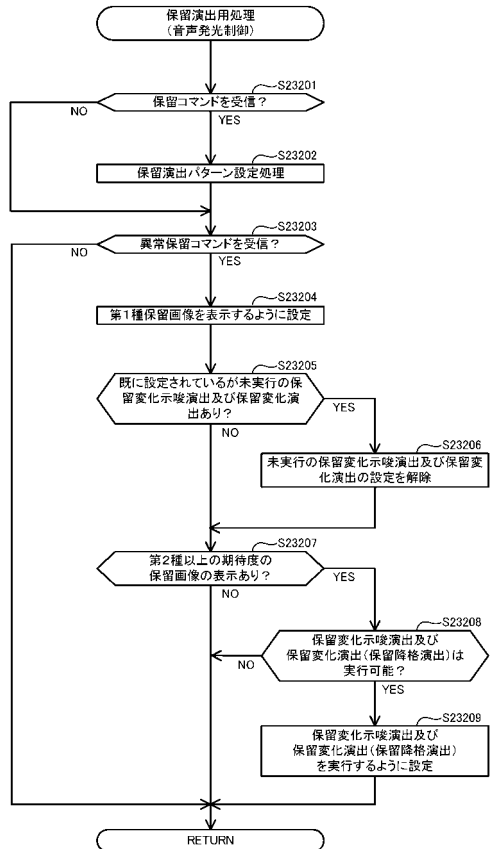 保留演出用処理
(音声発光制御)
S23201
保留コマンドを受信?
NO
YES
S23202
保留演出パターン設定処理
S23203
異常保留コマンドを受信?
NO
YES
S23204
第1種保留画像を表示するように設定
S23205
既に設定されているが未実行の保
留変化示唆演出及び保留変化演
出あり?
YES
NO
S23206
未実行の保留変化示唆演出及び保留変
化演出の設定を解除
S23207
第2種以上の期待度の
保留画像の表示あり?
YES
NO
S23208
保留変化示唆演出及び
保留変化演出(保留降格演出)は
実行可能?
NO
YES
S23209
保留変化示唆演出及び
保留変化演出(保留降格演出)
を実行するように設定
RETURN